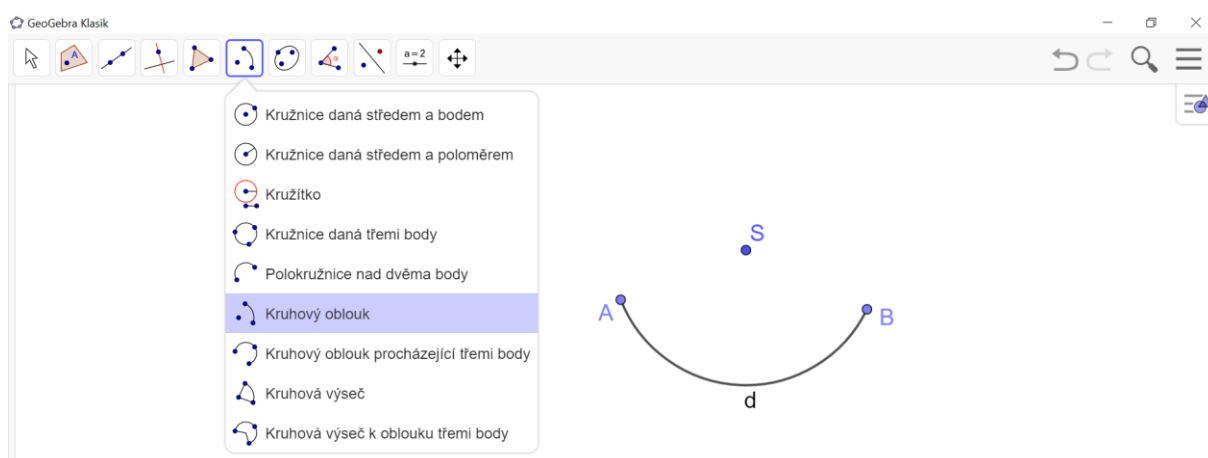 GeoGebra Klasik
A
α
a=2
Kružnice daná středem a bodem
Kružnice daná středem a poloměrem
Kružítko
Kružnice daná třemi body
Polokružnice nad dvěma body
Kruhový oblouk
Kruhový oblouk procházející třemi body
Kruhová výseč
Kruhová výseč k oblouku třemi body
S
A
B
d